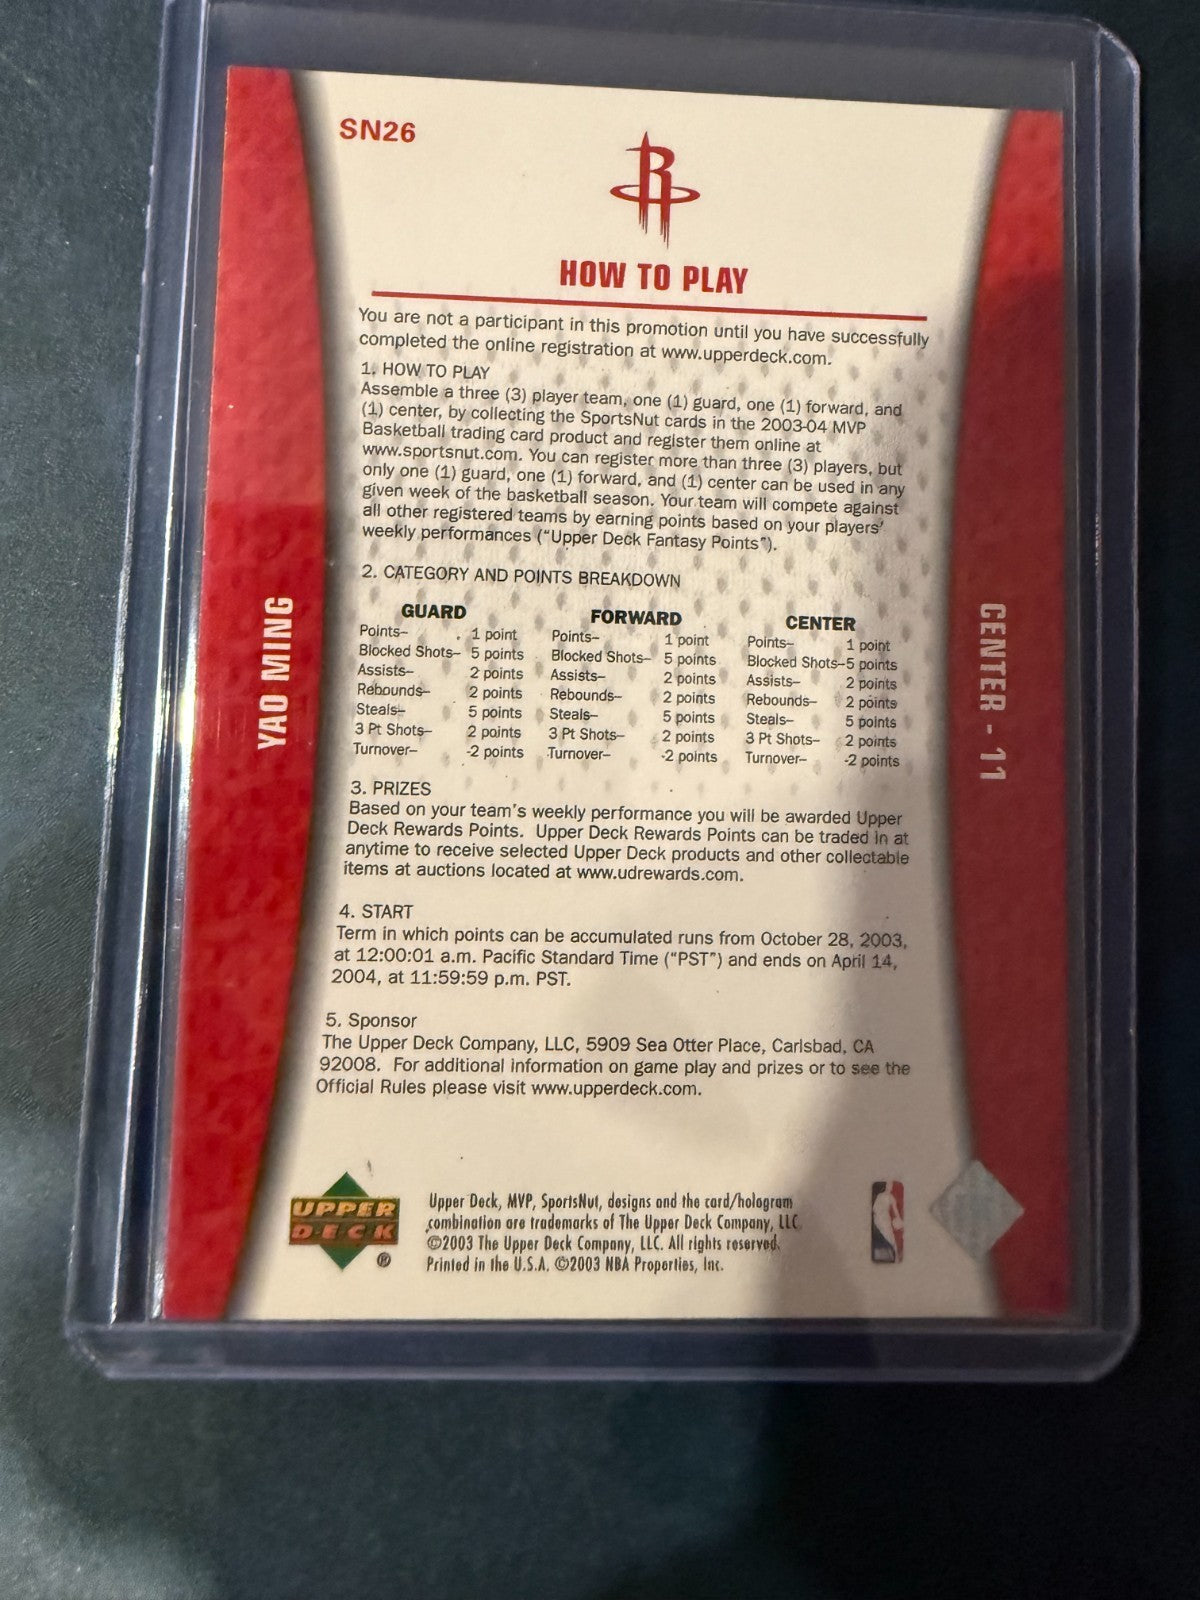 SN26
R
HOW TO PLAY
You are not a participant in this promotion until you have successfully
completed the online registration at www.upperdeck.com.
1. HOW TO PLAY
Assemble a three (3) player team, one (1) guard, one (1) forward, and
(1) center, by collecting the SportsNut cards in the 2003-04 MVP
Basketball trading card product and register them online at
www.sportsnut.com. You can register more than three (3) players, but
only one (1) guard, one (1) forward, and (1) center can be used in any
given week of the basketball season. Your team will compete against
all other registered teams by earning points based on your players'
weekly performances ("Upper Deck Fantasy Points").
2. CATEGORY AND POINTS BREAKDOWN
GUARD FORWARD CENTER
Points– 1 point Points– 1 point Points– 1 point
Blocked Shots– 5 points Blocked Shots– 5 points Blocked Shots–5 points
Assists– 2 points Assists– 2 points Assists– 2 points
Rebounds– 2 points Rebounds– 2 points Rebounds– 2 points
Steals– 5 points Steals– 5 points Steals– 5 points
3 Pt Shots– 2 points 3 Pt Shots– 2 points 3 Pt Shots– 2 points
Turnover– -2 points Turnover– -2 points Turnover– -2 points
3. PRIZES
Based on your team's weekly performance you will be awarded Upper
Deck Rewards Points. Upper Deck Rewards Points can be traded in at
anytime to receive selected Upper Deck products and other collectable
items at auctions located at www.udrewards.com.
4. START
Term in which points can be accumulated runs from October 28, 2003,
at 12:00:01 a.m. Pacific Standard Time ("PST") and ends on April 14,
2004, at 11:59:59 p.m. PST.
5. Sponsor
The Upper Deck Company, LLC, 5909 Sea Otter Place, Carlsbad, CA
92008. For additional information on game play and prizes or to see the
Official Rules please visit www.upperdeck.com.
YAO MING
CENTER - 11
UPPER
DECK
®
Upper Deck, MVP, SportsNut, designs and the card/hologram
combination are trademarks of The Upper Deck Company, LLC
©2003 The Upper Deck Company, LLC. All rights reserved.
Printed in the U.S.A. ©2003 NBA Properties, Inc.